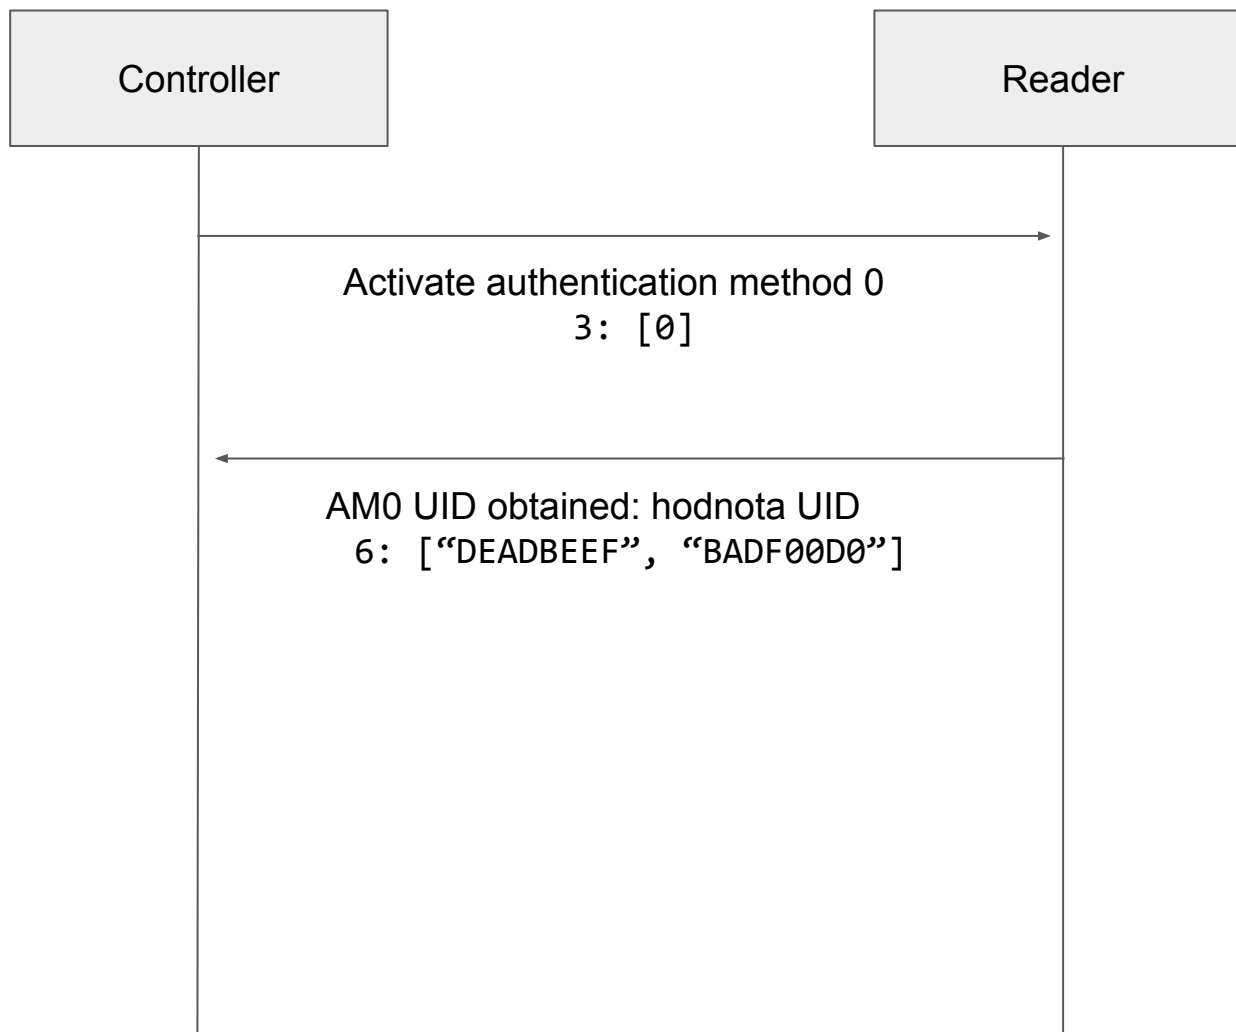 Controller
Reader
Activate authentication method 0
3: [0]
AM0 UID obtained: hodnota UID
6: [“DEADBEEF”, “BADF00D0”]